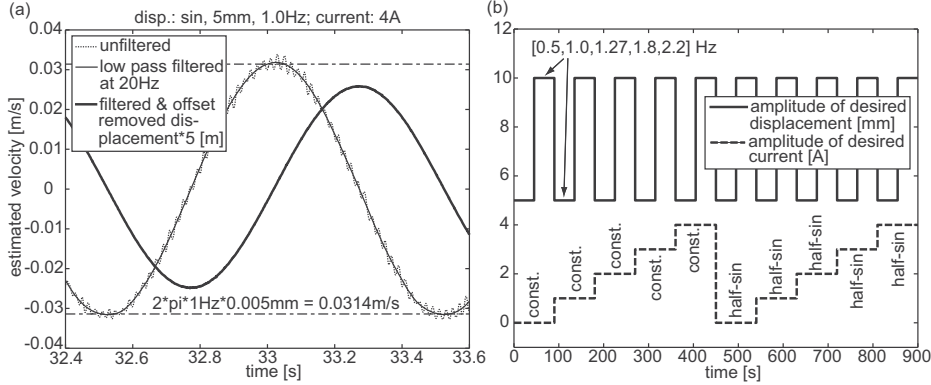 (a)
disp.: sin, 5mm, 1.0Hz; current: 4A
0.04
0.03
0.02
0.01
0
-0.01
-0.02
-0.03
-0.04
estimated velocity [m/s]
unfiltered
low pass filtered
at 20Hz
filtered & offset
removed dis-
placement*5 [m]
2*pi*1Hz*0.005mm = 0.0314m/s
32.4 32.6 32.8 33 33.2 33.4 33.6
time [s]
(b)
12
10
8
6
4
2
0
[0.5,1.0,1.27,1.8,2.2] Hz
amplitude of desired
displacement [mm]
amplitude of desired
current [A]
const.
const.
const.
const.
const.
half-sin
half-sin
half-sin
half-sin
half-sin
0 100 200 300 400 500 600 700 800 900
time [s]